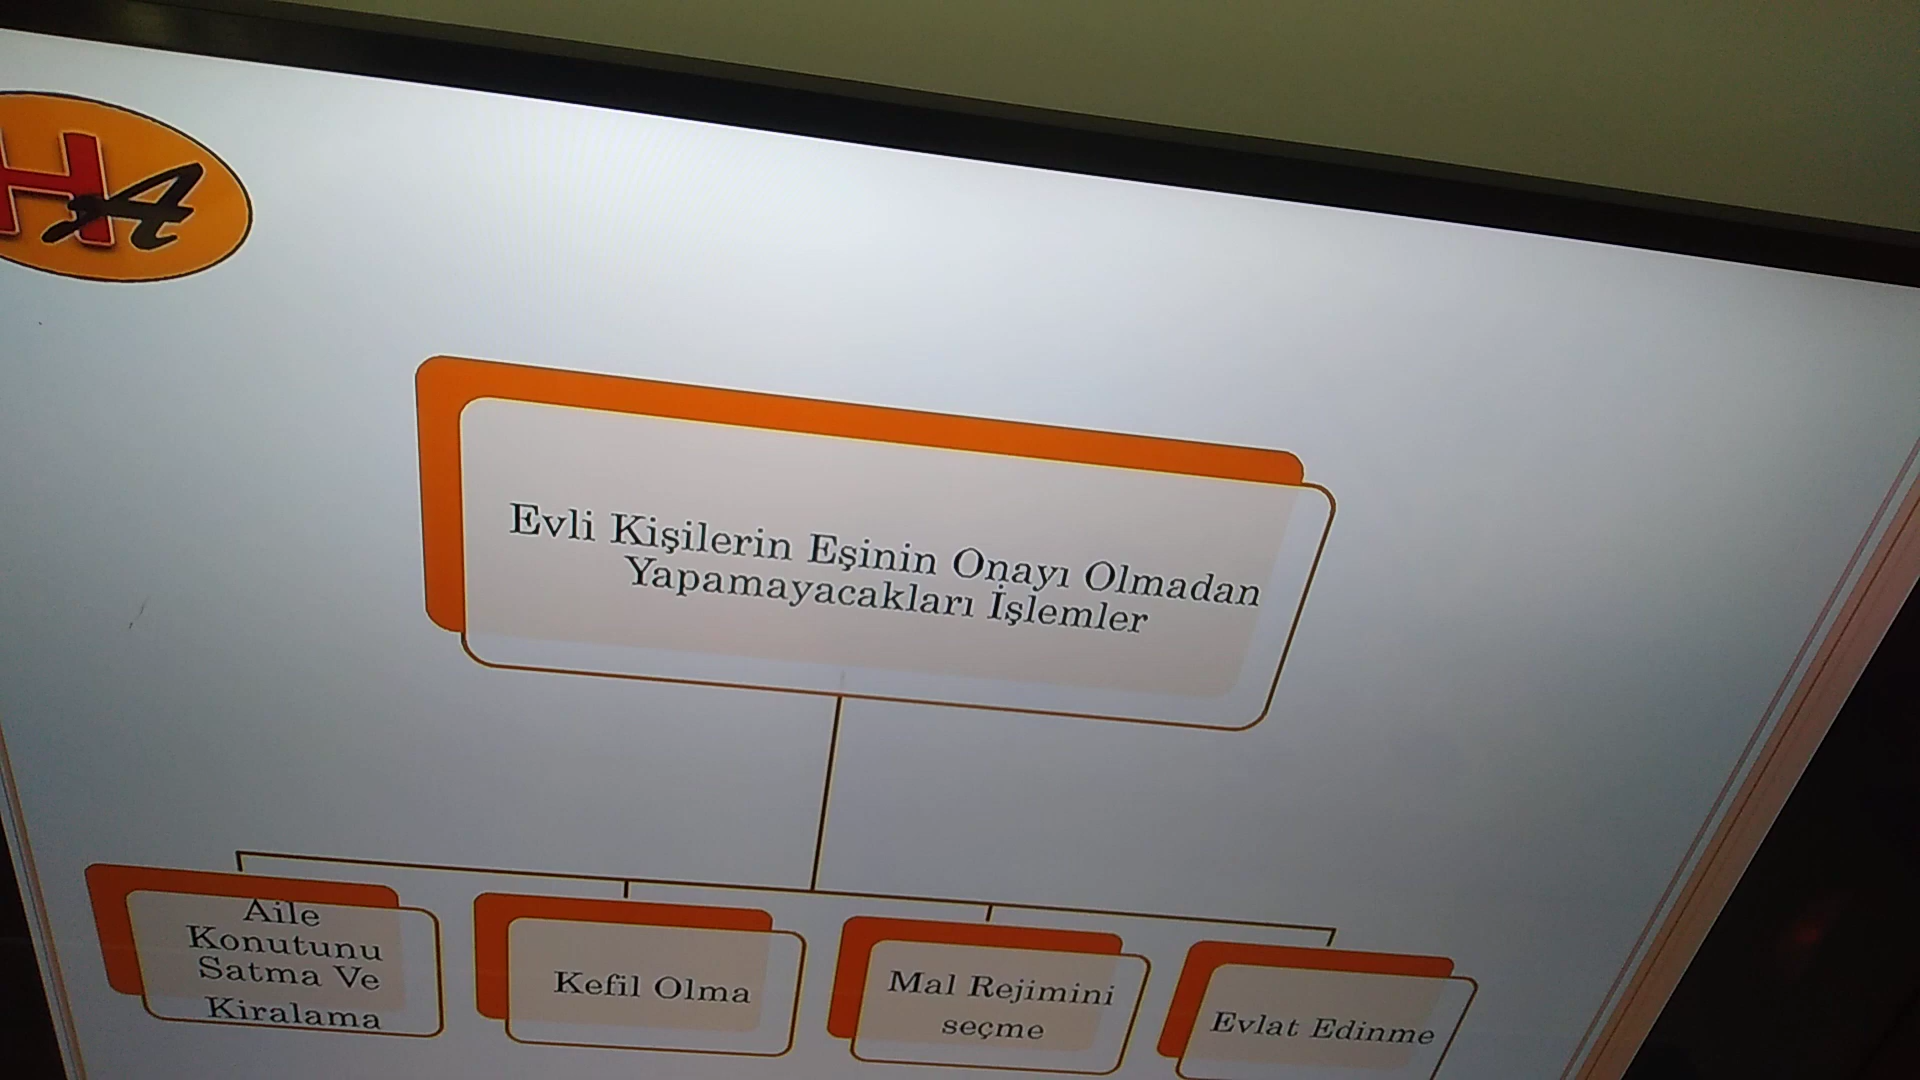 HA
Evli Kişilerin Eşinin Onayı Olmadan
Yapamayacakları İşlemler
Aile
Konutunu
Satma Ve
Kiralama
Kefil Olma
Mal Rejimini
seçme
Evlat Edinme